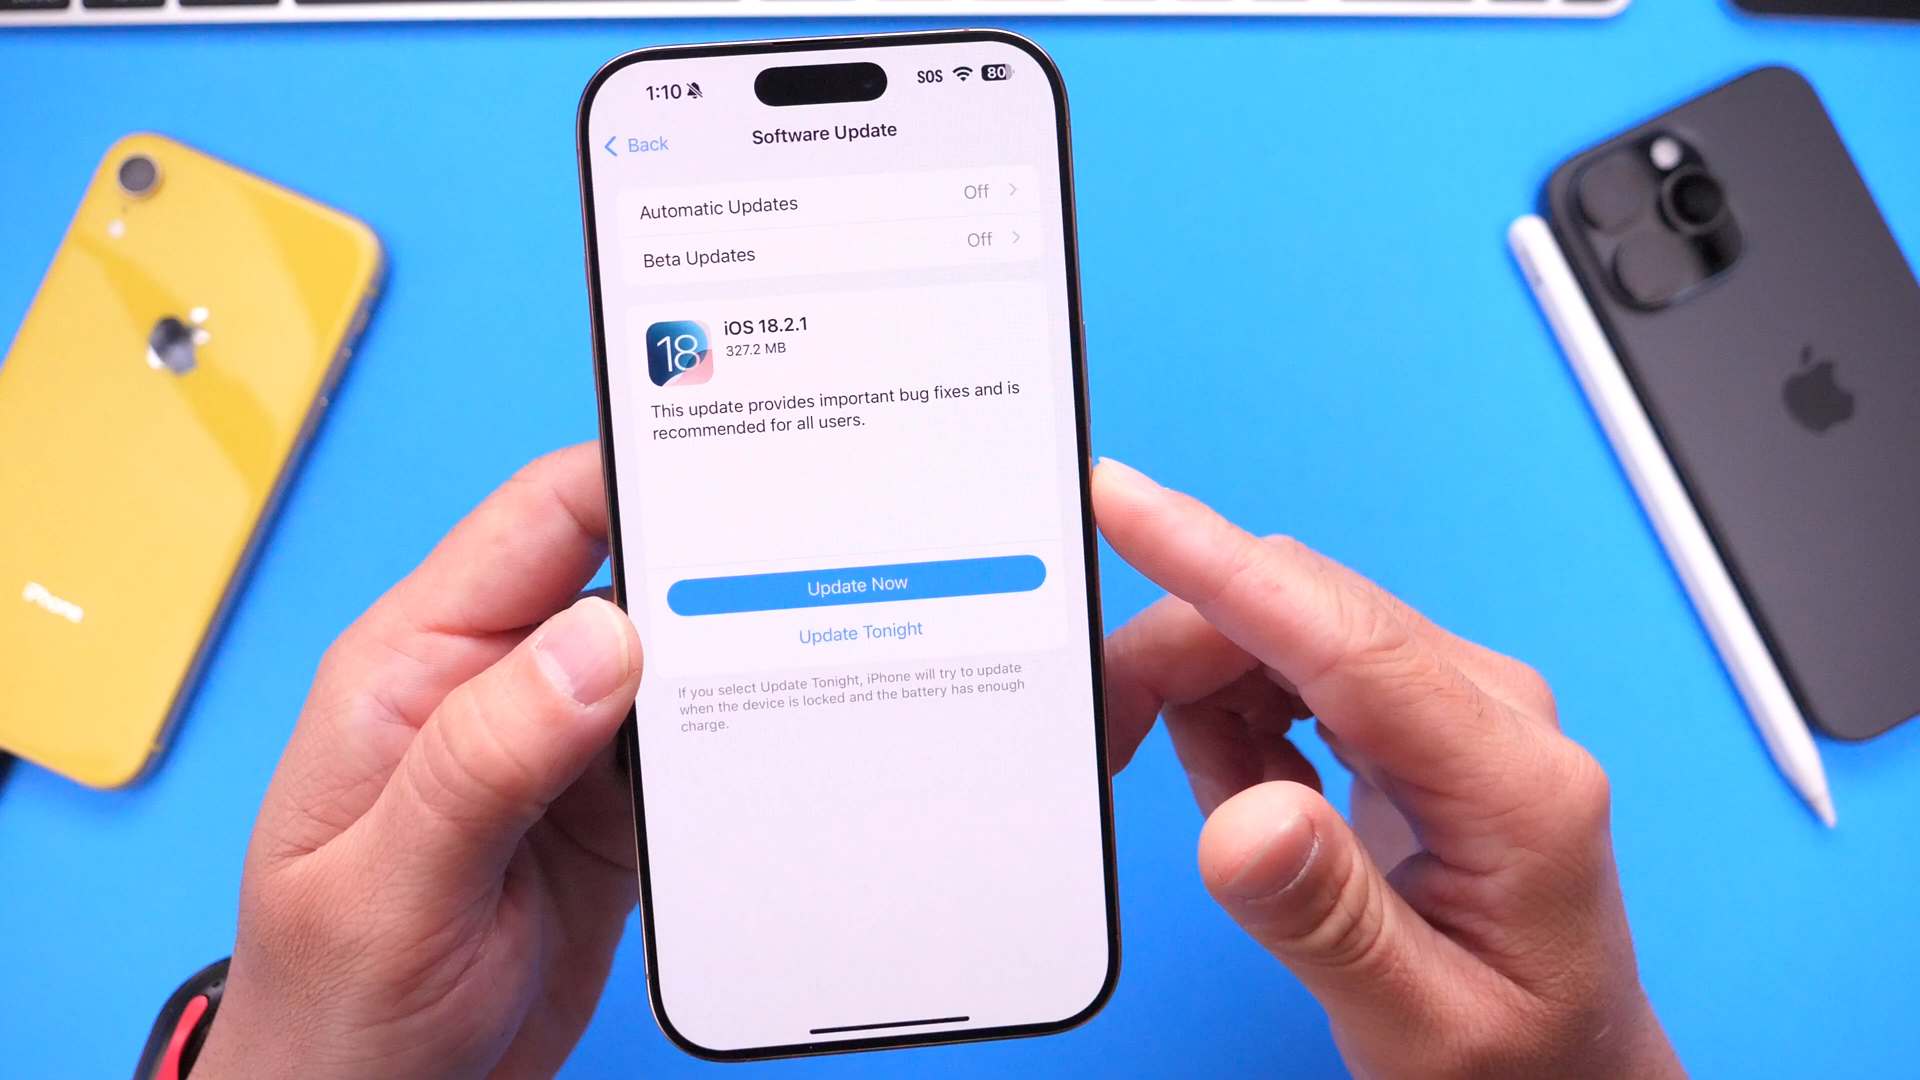 1:10 SOS 80
Back Software Update
Automatic Updates Off
Beta Updates Off
18 iOS 18.2.1
327.2 MB
This update provides important bug fixes and is
recommended for all users.
Update Now
Update Tonight
If you select Update Tonight, iPhone will try to update
when the device is locked and the battery has enough
charge.
iPhone